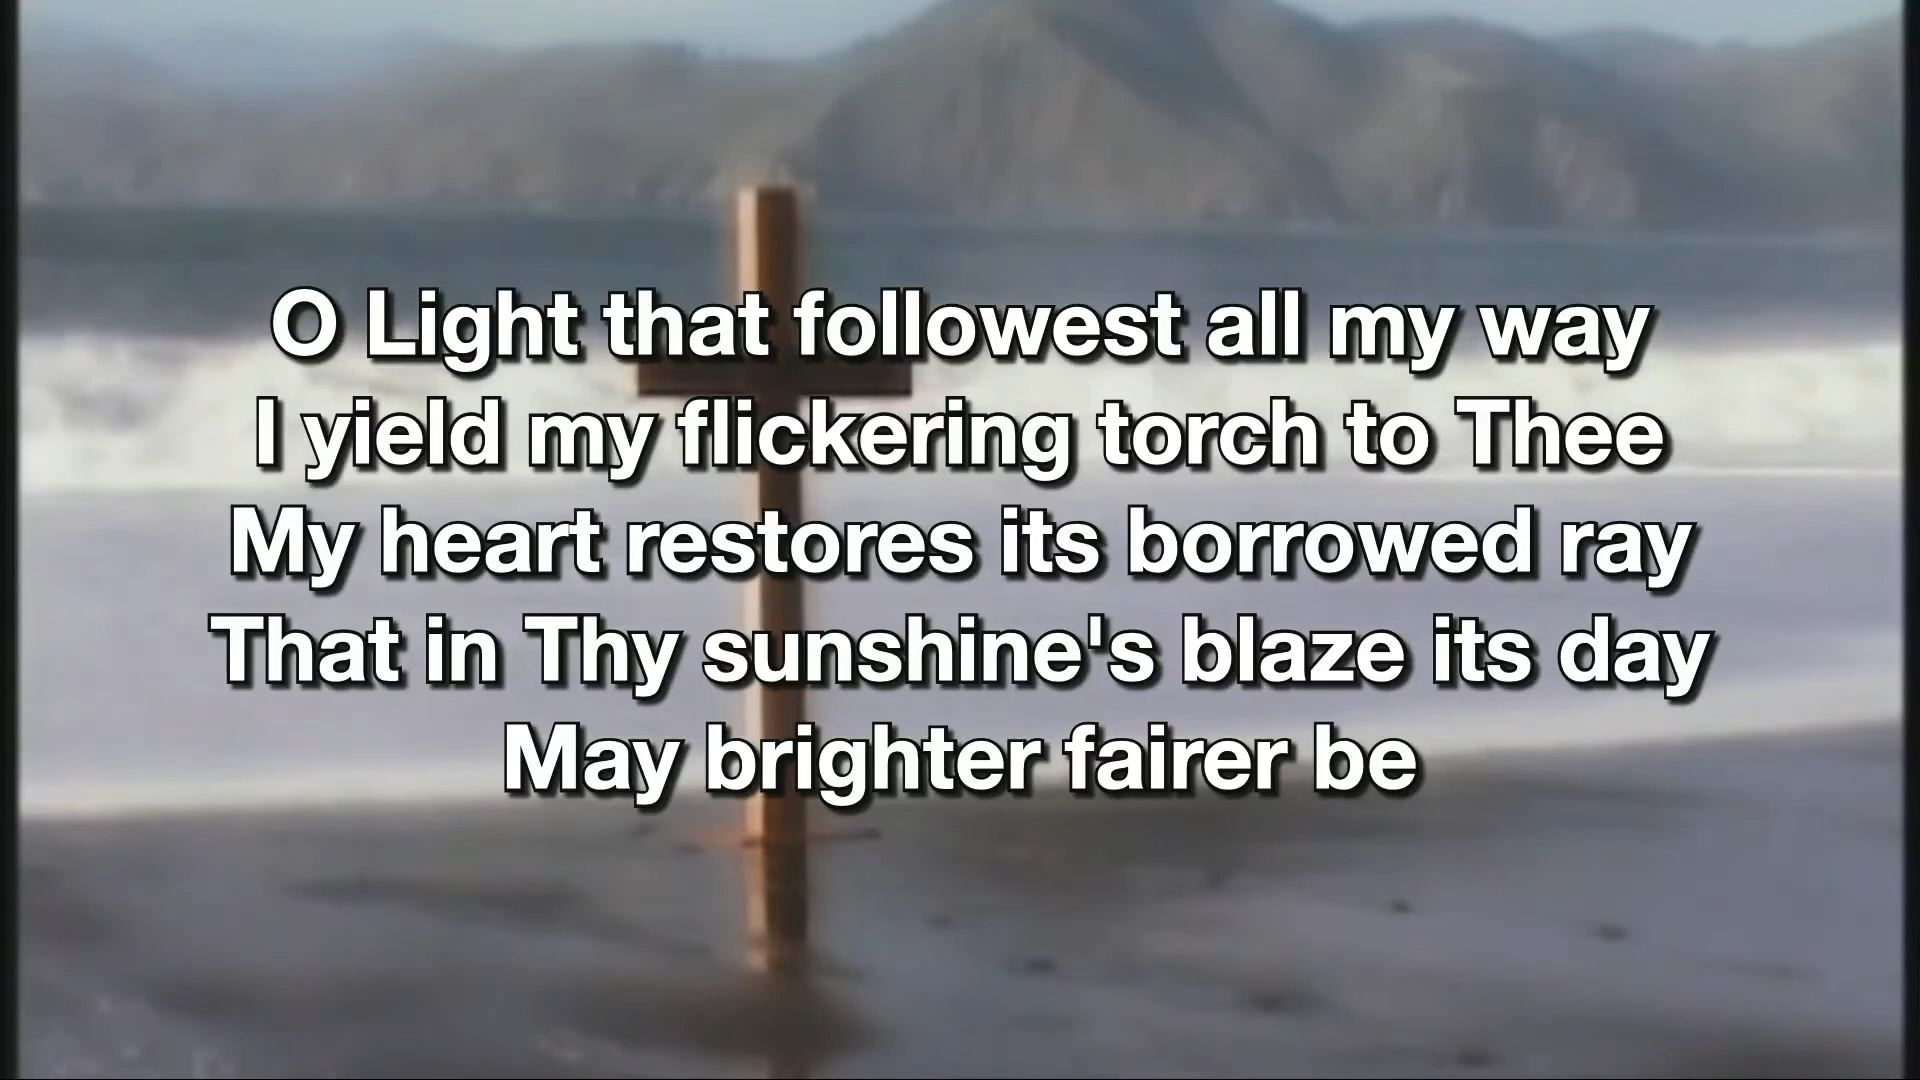 O Light that followest all my way
I yield my flickering torch to Thee
My heart restores its borrowed ray
That in Thy sunshine's blaze its day
May brighter fairer be